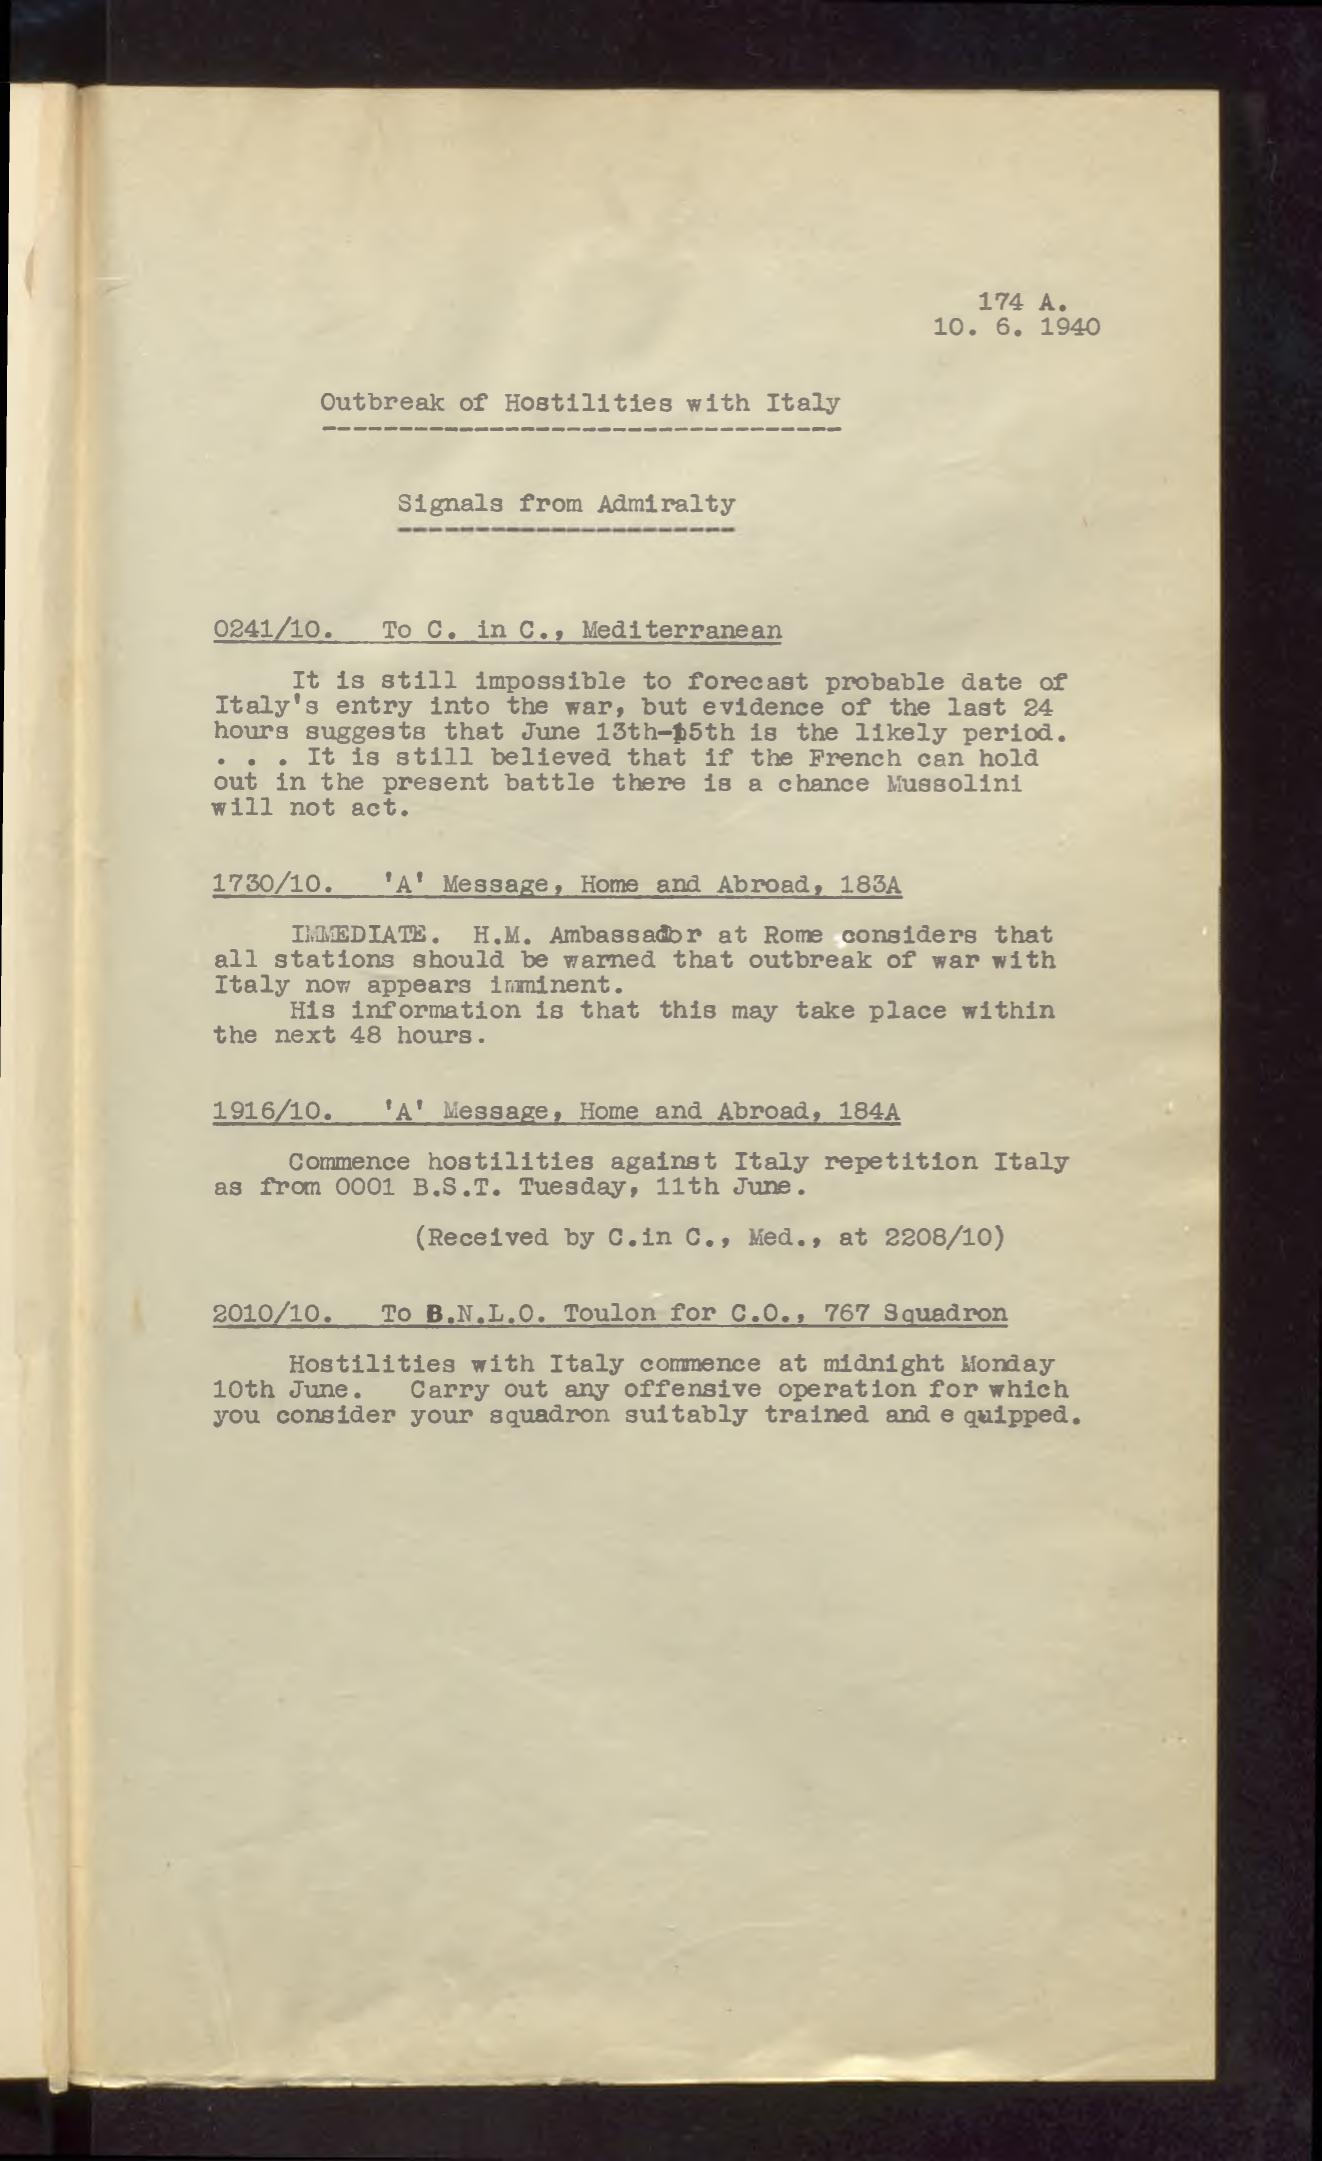 174 A.
10. 6. 1940
Outbreak of Hostilities with Italy
Signals from Admiralty
0241/10. To C. in C., Mediterranean
It is still impossible to forecast probable date of
Italy's entry into the war, but evidence of the last 24
hours suggests that June 13th-15th is the likely period.
. . . It is still believed that if the French can hold
out in the present battle there is a chance Mussolini
will not act.
1730/10. 'A' Message, Home and Abroad, 183A
IMMEDIATE. H.M. Ambassador at Rome considers that
all stations should be warned that outbreak of war with
Italy now appears imminent.
His information is that this may take place within
the next 48 hours.
1916/10. 'A' Message, Home and Abroad, 184A
Commence hostilities against Italy repetition Italy
as from 0001 B.S.T. Tuesday, 11th June.
(Received by C.in C., Med., at 2208/10)
2010/10. To B.N.L.O. Toulon for C.O., 767 Squadron
Hostilities with Italy commence at midnight Monday
10th June. Carry out any offensive operation for which
you consider your squadron suitably trained and e quipped.